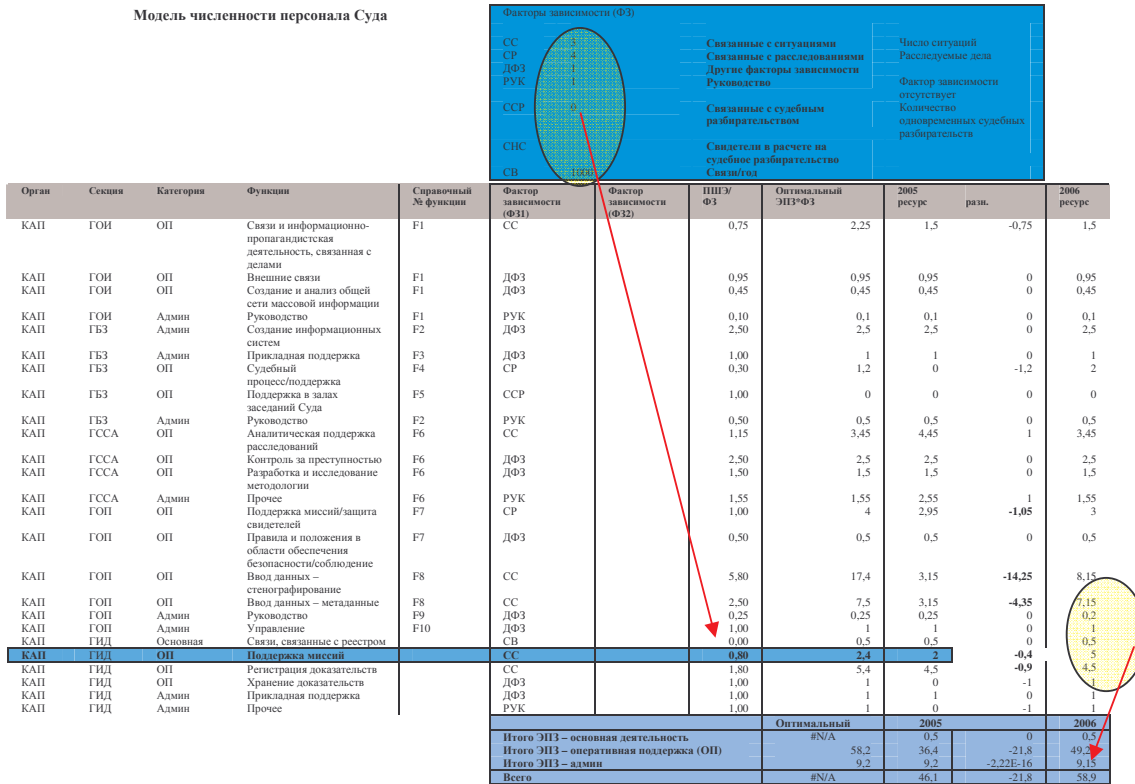 Модель численности персонала Суда
Факторы зависимости (ФЗ)
СС Связанные с ситуациями Число ситуаций
СР 4 Связанные с расследованиями Расследуемые дела
ДФЗ 1 Другие факторы зависимости
РУК 1 Руководство Фактор зависимости
отсутствует
ССР Связанные с судебным Количество
разбирательством одновременных судебных
разбирательств
СНС Свидетели в расчете на
судебное разбирательство
СВ Связи/год
Орган Секция Категория Функции Справочный Фактор Фактор ППГЭ/ Оптимальный 2005 2006
№ функции зависимости зависимости ФЗ ЭПЗ*ФЗ ресурс разн. ресурс
(ФЗ1) (ФЗ2)
КАП ГОИ ОП Связи и информационно- F1 СС 0,75 2,25 1,5 -0,75 1,5
пропагандистская
деятельность, связанная с
делами
КАП ГОИ ОП Внешние связи F1 ДФЗ 0,95 0,95 0,95 0 0,95
КАП ГОИ ОП Создание и анализ общей F1 ДФЗ 0,45 0,45 0,45 0 0,45
сети массовой информации
КАП ГОИ Админ Руководство F1 РУК 0,10 0,1 0,1 0 0,1
КАП ГБЗ Админ Создание информационных F2 ДФЗ 2,50 2,5 2,5 0 2,5
систем
КАП ГБЗ Админ Прикладная поддержка F3 ДФЗ 1,00 1 1 0 1
КАП ГБЗ ОП Судебный F4 СР 0,30 1,2 0 -1,2 2
процесс/поддержка
КАП ГБЗ ОП Поддержка в залах F5 ССР 1,00 0 0 0 0
заседаний Суда
КАП ГБЗ Админ Руководство F2 РУК 0,50 0,5 0,5 0 0,5
КАП ГССА ОП Аналитическая поддержка F6 СС 1,15 3,45 4,45 1 3,45
расследований
КАП ГССА ОП Контроль за преступностью F6 ДФЗ 2,50 2,5 2,5 0 2,5
КАП ГССА ОП Разработка и исследование F6 ДФЗ 1,50 1,5 1,5 0 1,5
методологии
КАП ГССА Админ Прочее F6 РУК 1,55 1,55 2,55 1 1,55
КАП ГОП ОП Поддержка миссий/защита F7 СР 1,00 4 2,95 -1,05 3
свидетелей
КАП ГОП ОП Правила и положения в F7 ДФЗ 0,50 0,5 0,5 0 0,5
области обеспечения
безопасности/соблюдение
КАП ГОП ОП Ввод данных – F8 СС 5,80 17,4 3,15 -14,25 8,15
стенографирование
КАП ГОП ОП Ввод данных – метаданные F8 СС 2,50 7,5 3,15 -4,35 7,15
КАП ГОП Админ Руководство F9 ДФЗ 0,25 0,25 0,25 0 0,2
КАП ГОП Админ Управление F10 ДФЗ 1,00 1 1 0 1
КАП ГИД Основная Связи, связанные с реестром СВ 0,00 0,5 0,5 0 0,5
КАП ГИД ОП Поддержка миссий СС 0,80 2,4 2 -0,4 5
КАП ГИД ОП Регистрация доказательств СС 1,80 5,4 4,5 -0,9 4,5
КАП ГИД ОП Хранение доказательств ДФЗ 1,00 1 0 -1 1
КАП ГИД Админ Прикладная поддержка ДФЗ 1,00 1 1 0 1
КАП ГИД Админ Прочее РУК 1,00 1 0 -1 1
Оптимальный 2005 2006
Итого ЭПЗ – основная деятельность #N/A 0,5 0 0,5
Итого ЭПЗ – оперативная поддержка (ОП) 58,2 36,4 -21,8
Итого ЭПЗ – админ 9,2 9,2 -2,22E-16 9,15
Всего #N/A 46,1 -21,8 58,9